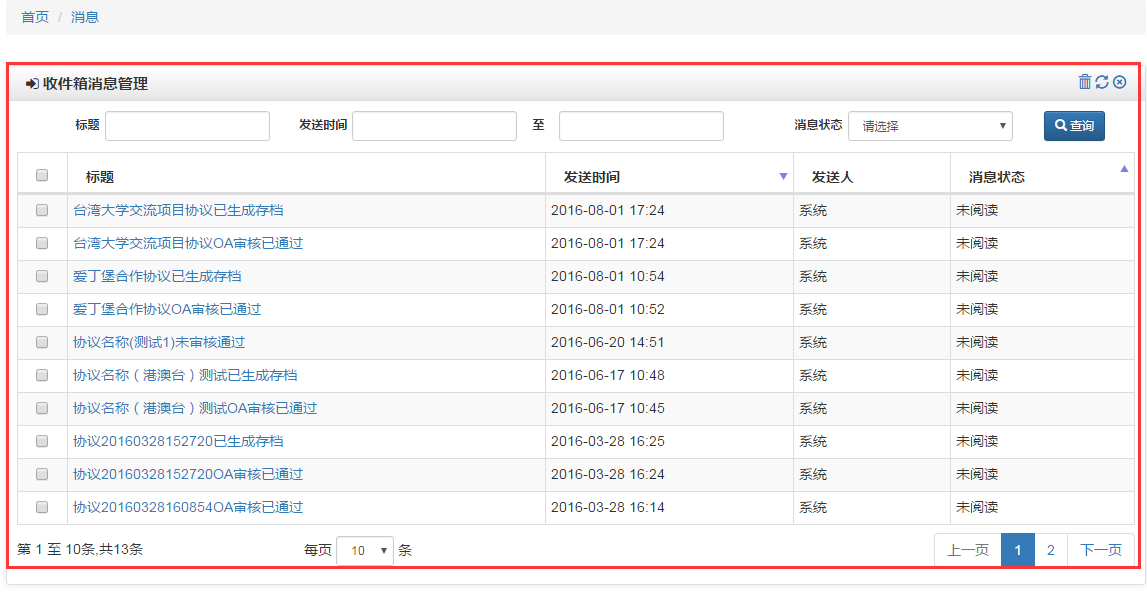 首页 / 消息
收件箱消息管理
标题 发送时间 至 消息状态 请选择 查询
标题 发送时间 发送人 消息状态
台湾大学交流项目协议已生成存档 2016-08-01 17:24 系统 未阅读
台湾大学交流项目协议OA审核已通过 2016-08-01 17:24 系统 未阅读
爱丁堡合作协议已生成存档 2016-08-01 10:54 系统 未阅读
爱丁堡合作协议OA审核已通过 2016-08-01 10:52 系统 未阅读
协议名称(测试1)未审核通过 2016-06-20 14:51 系统 未阅读
协议名称（港澳台）测试已生成存档 2016-06-17 10:48 系统 未阅读
协议名称（港澳台）测试OA审核已通过 2016-06-17 10:45 系统 未阅读
协议20160328152720已生成存档 2016-03-28 16:25 系统 未阅读
协议20160328152720OA审核已通过 2016-03-28 16:24 系统 未阅读
协议20160328160854OA审核已通过 2016-03-28 16:14 系统 未阅读
第 1 至 10条,共13条 每页 10 条 上一页 1 2 下一页